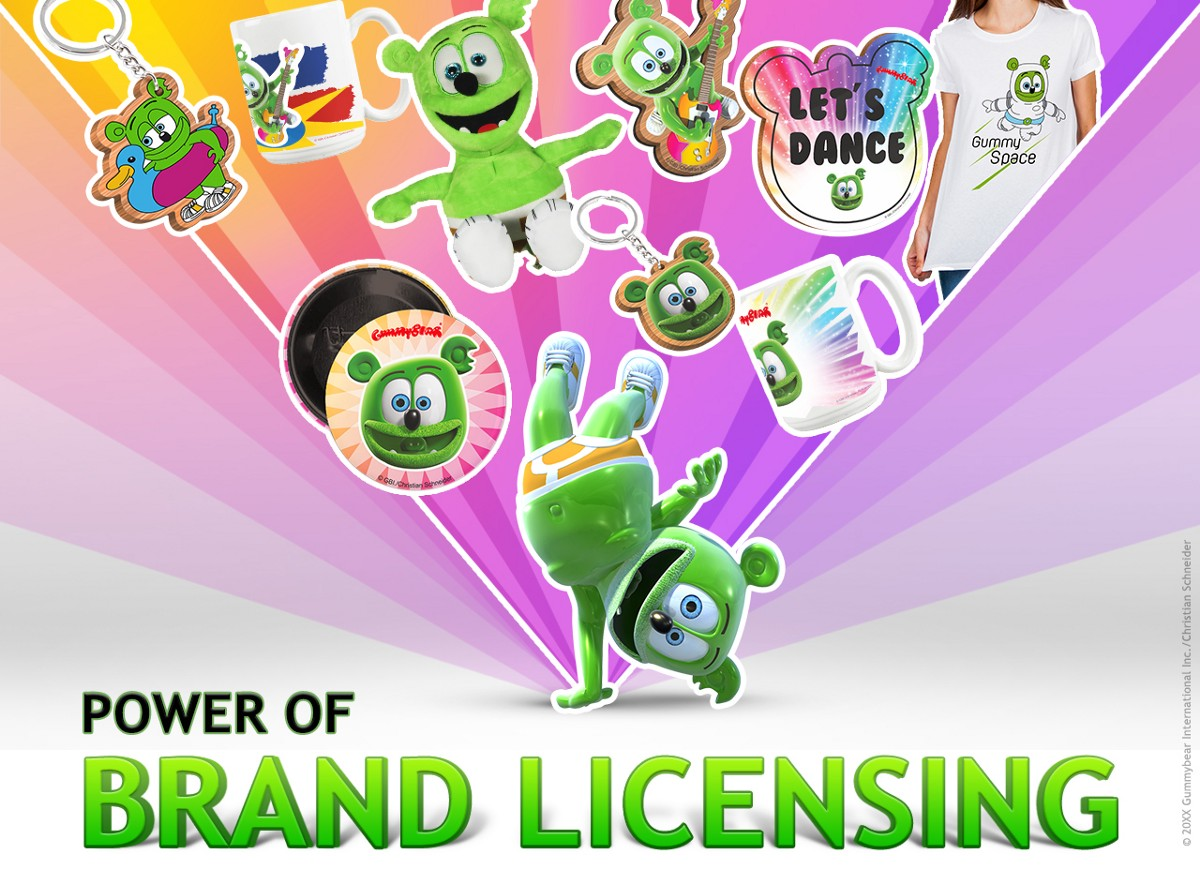 GummyBear
LET'S
DANCE
Gummy
Space
GummyBear
© GBI/Christian Schneider
GummyBear
POWER OF
BRAND LICENSING
© 20XX Gummybear International Inc./Christian Schneider